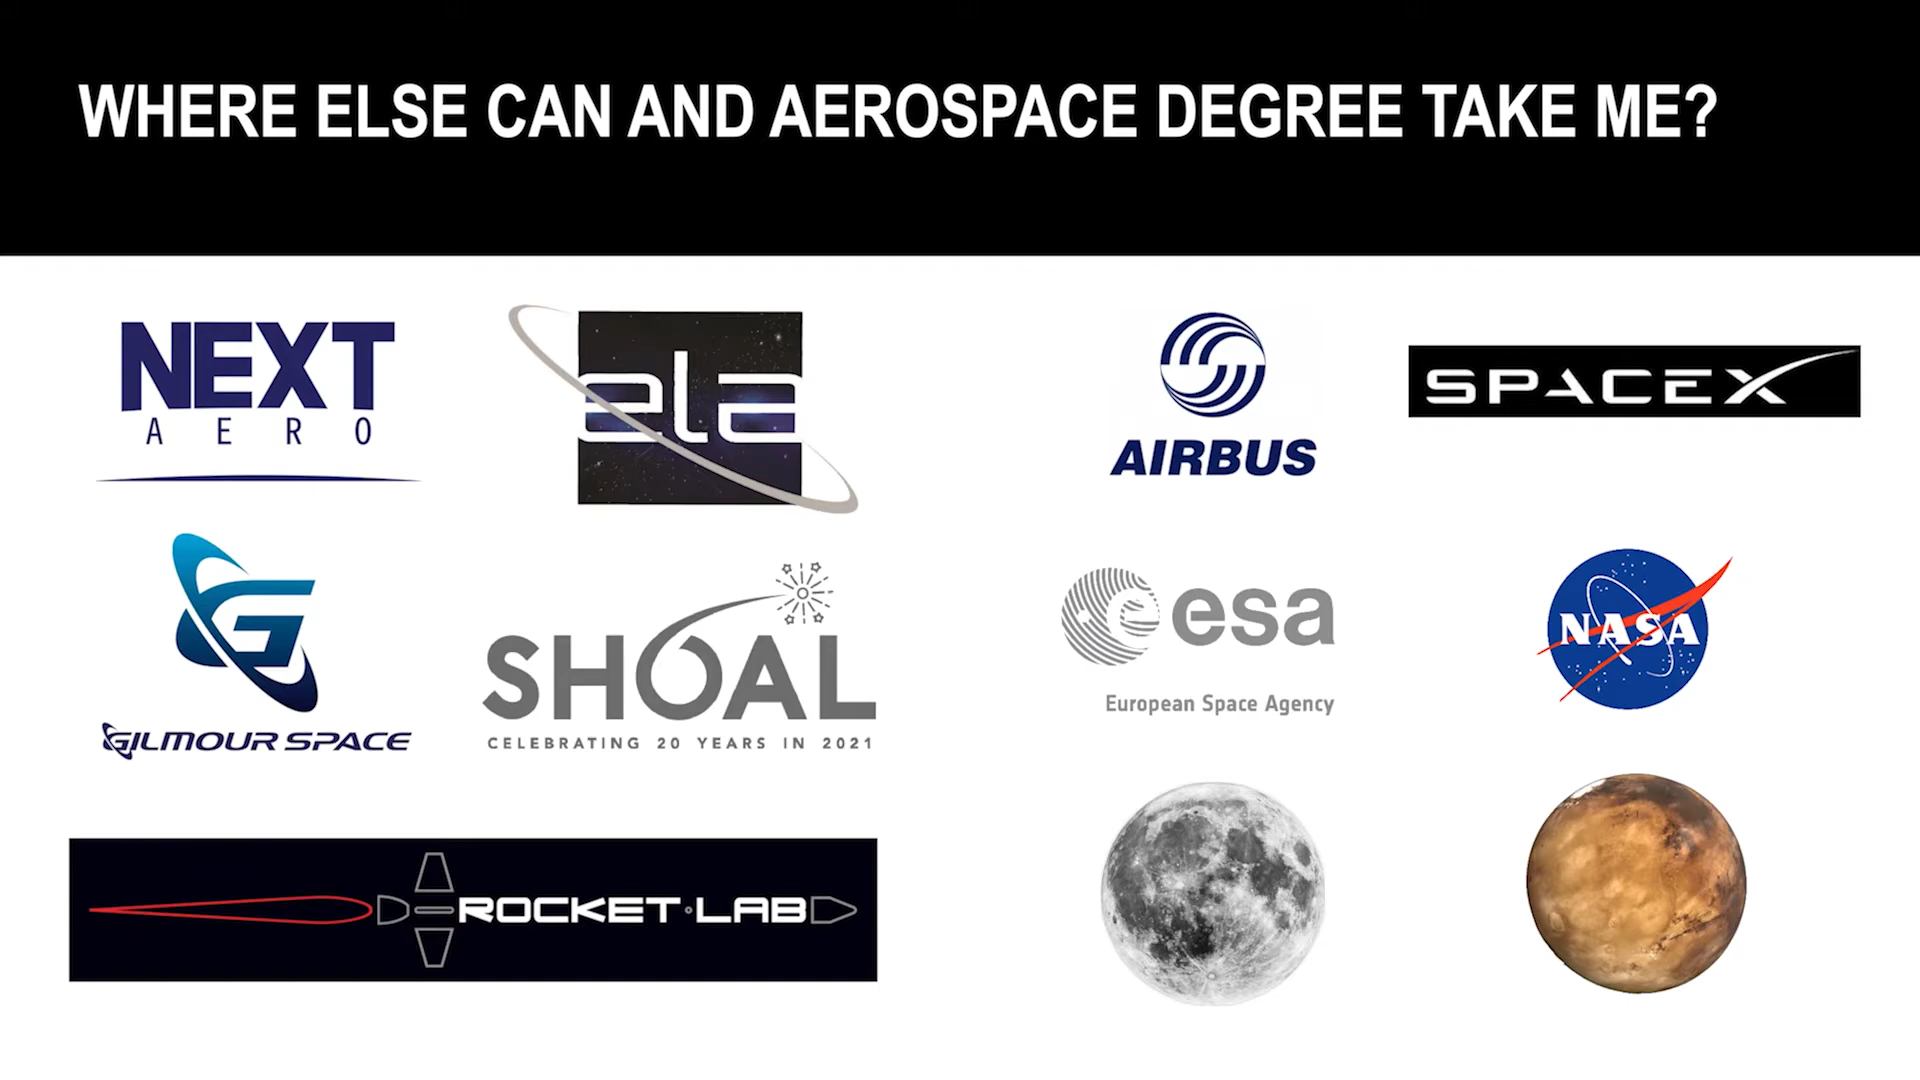 WHERE ELSE CAN AND AEROSPACE DEGREE TAKE ME?
NEXT
AERO
ela
AIRBUS
SPACEX
GILMOUR SPACE
SHOAL
CELEBRATING 20 YEARS IN 2021
esa
European Space Agency
NASA
ROCKET LAB